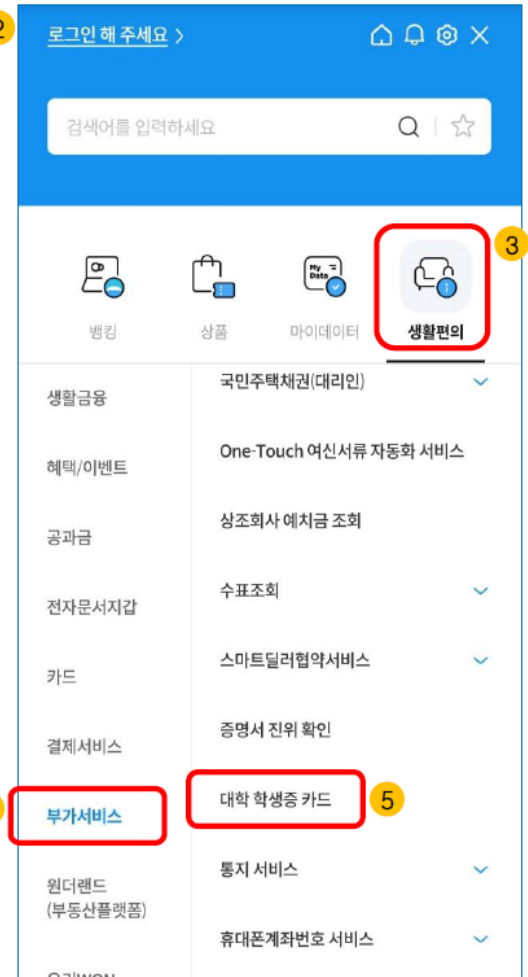 2
로그인 해 주세요 >
검색어를 입력하세요
3
My Data
뱅킹
상품
마이데이터
생활편의
생활금융
혜택/이벤트
공과금
전자문서지갑
카드
결제서비스
부가서비스
원더랜드
(부동산플랫폼)
국민주택채권(대리인)
One-Touch 여신서류 자동화 서비스
상조회사 예치금 조회
수표조회
스마트딜러협약서비스
증명서 진위 확인
대학 학생증 카드
5
통지 서비스
휴대폰계좌번호 서비스